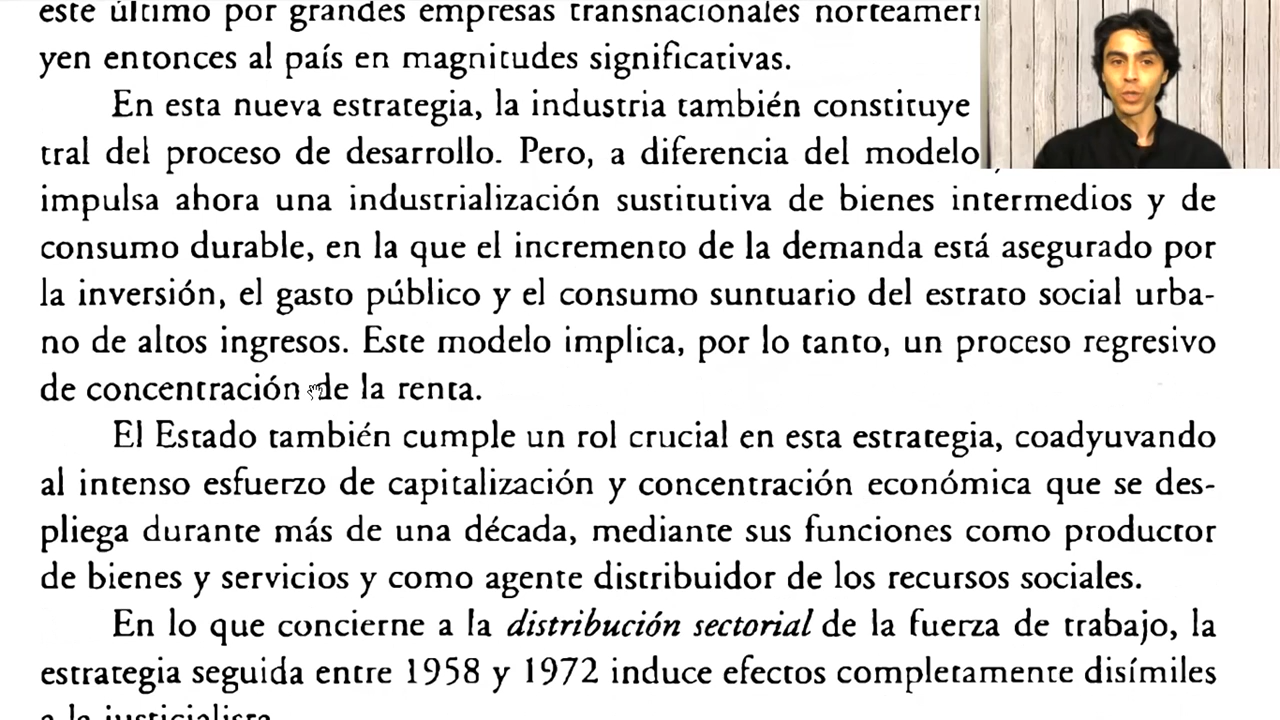 este último por grandes empresas transnacionales
yen entonces al país en magnitudes significativas.
En esta nueva estrategia, la industria también constituye
tral del proceso de desarrollo. Pero, a diferencia del modelo
impulsa ahora una industrialización sustitutiva de bienes intermedios y de
consumo durable, en la que el incremento de la demanda está asegurado por
la inversión, el gasto público y el consumo suntuario del estrato social urba-
no de altos ingresos. Este modelo implica, por lo tanto, un proceso regresivo
de concentración de la renta.
El Estado también cumple un rol crucial en esta estrategia, coadyuvando
al intenso esfuerzo de capitalización y concentración económica que se des-
pliega durante más de una década, mediante sus funciones como productor
de bienes y servicios y como agente distribuidor de los recursos sociales.
En lo que concierne a la distribución sectorial de la fuerza de trabajo, la
estrategia seguida entre 1958 y 1972 induce efectos completamente disímiles
a la justicialista